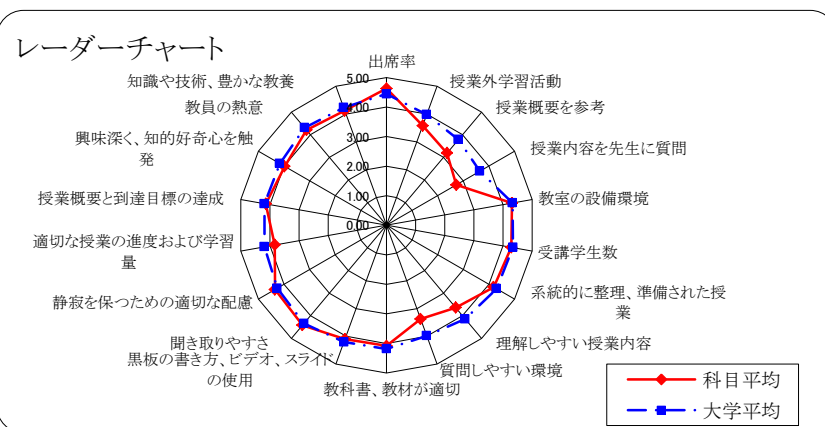 レーダーチャート
出席率
授業外学習活動
授業概要を参考
授業内容を先生に質問
教室の設備環境
受講学生数
系統的に整理、準備された授
業
理解しやすい授業内容
質問しやすい環境
教科書、教材が適切
黒板の書き方、ビデオ、スライド
の使用
聞き取りやすさ
静寂を保つための適切な配慮
適切な授業の進度および学習
量
授業概要と到達目標の達成
興味深く、知的好奇心を触
発
教員の熱意
知識や技術、豊かな教養
5.00
4.00
3.00
2.00
1.00
0.00
科目平均
大学平均